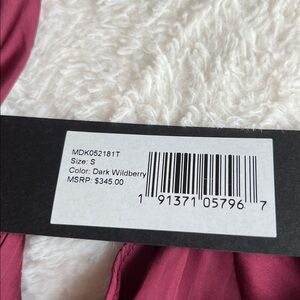 MDK052181T
Size: S
Color: Dark Wildberry
MSRP: $345.00
1 91371 05796 7